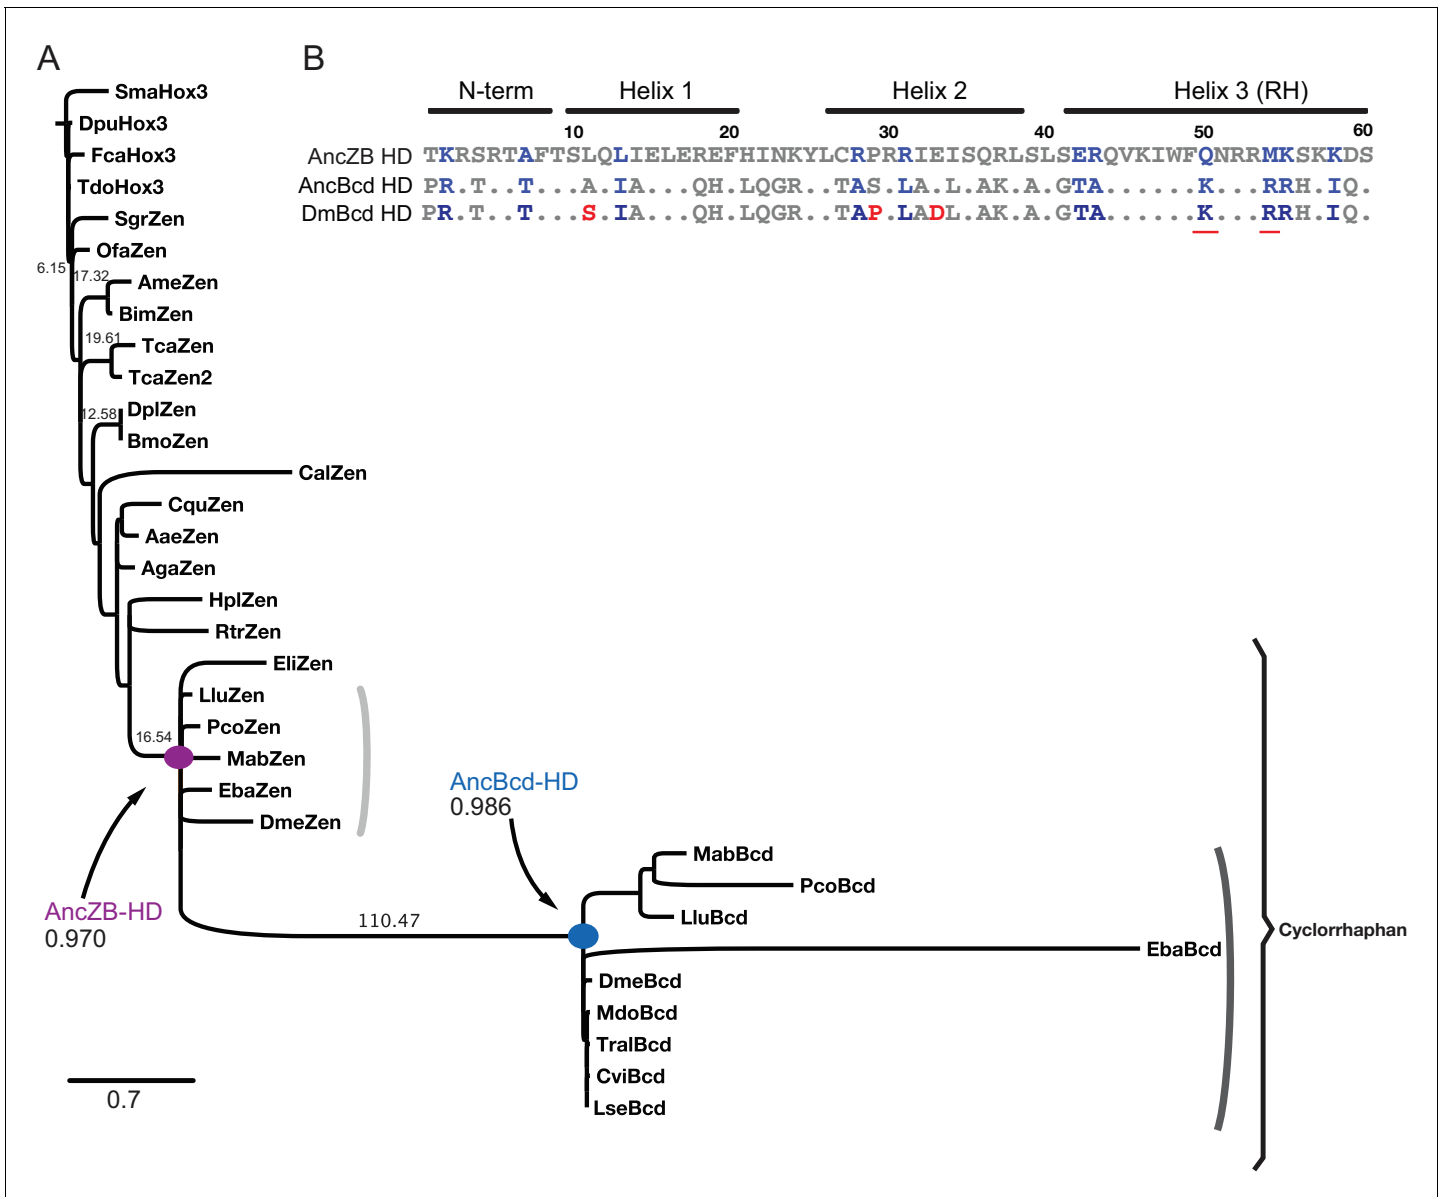 A
B
N-term Helix 1 Helix 2 Helix 3 (RH)
10 20 30 40 50 60
AncZB HD TKRSRTAFTSLQLIELEREFHINKYLCRPRRIEISQRLSLSERQVKIWFQNRRMKSKKDS
AncBcd HD PR.T..T...A.IA...QH.LQGR..TAS.LA.L.AK.A.GTA......K...RRH.IQ.
DmBcd HD PR.T..T...S.IA...QH.LQGR..TAP.LADL.AK.A.GTA......K...RRH.IQ.
SmaHox3
DpuHox3
FcaHox3
TdoHox3
SgrZen
OfaZen
6.15
17.32
AmeZen
BimZen
19.61
TcaZen
TcaZen2
12.58
DplZen
BmoZen
CalZen
CquZen
AaeZen
AgaZen
HplZen
RtrZen
EliZen
LluZen
PcoZen
16.54
MabZen
EbaZen
DmeZen
AncBcd-HD
0.986
AncZB-HD
0.970
110.47
MabBcd
PcoBcd
LluBcd
EbaBcd
DmeBcd
MdoBcd
TralBcd
CviBcd
LseBcd
Cyclorrhaphan
0.7